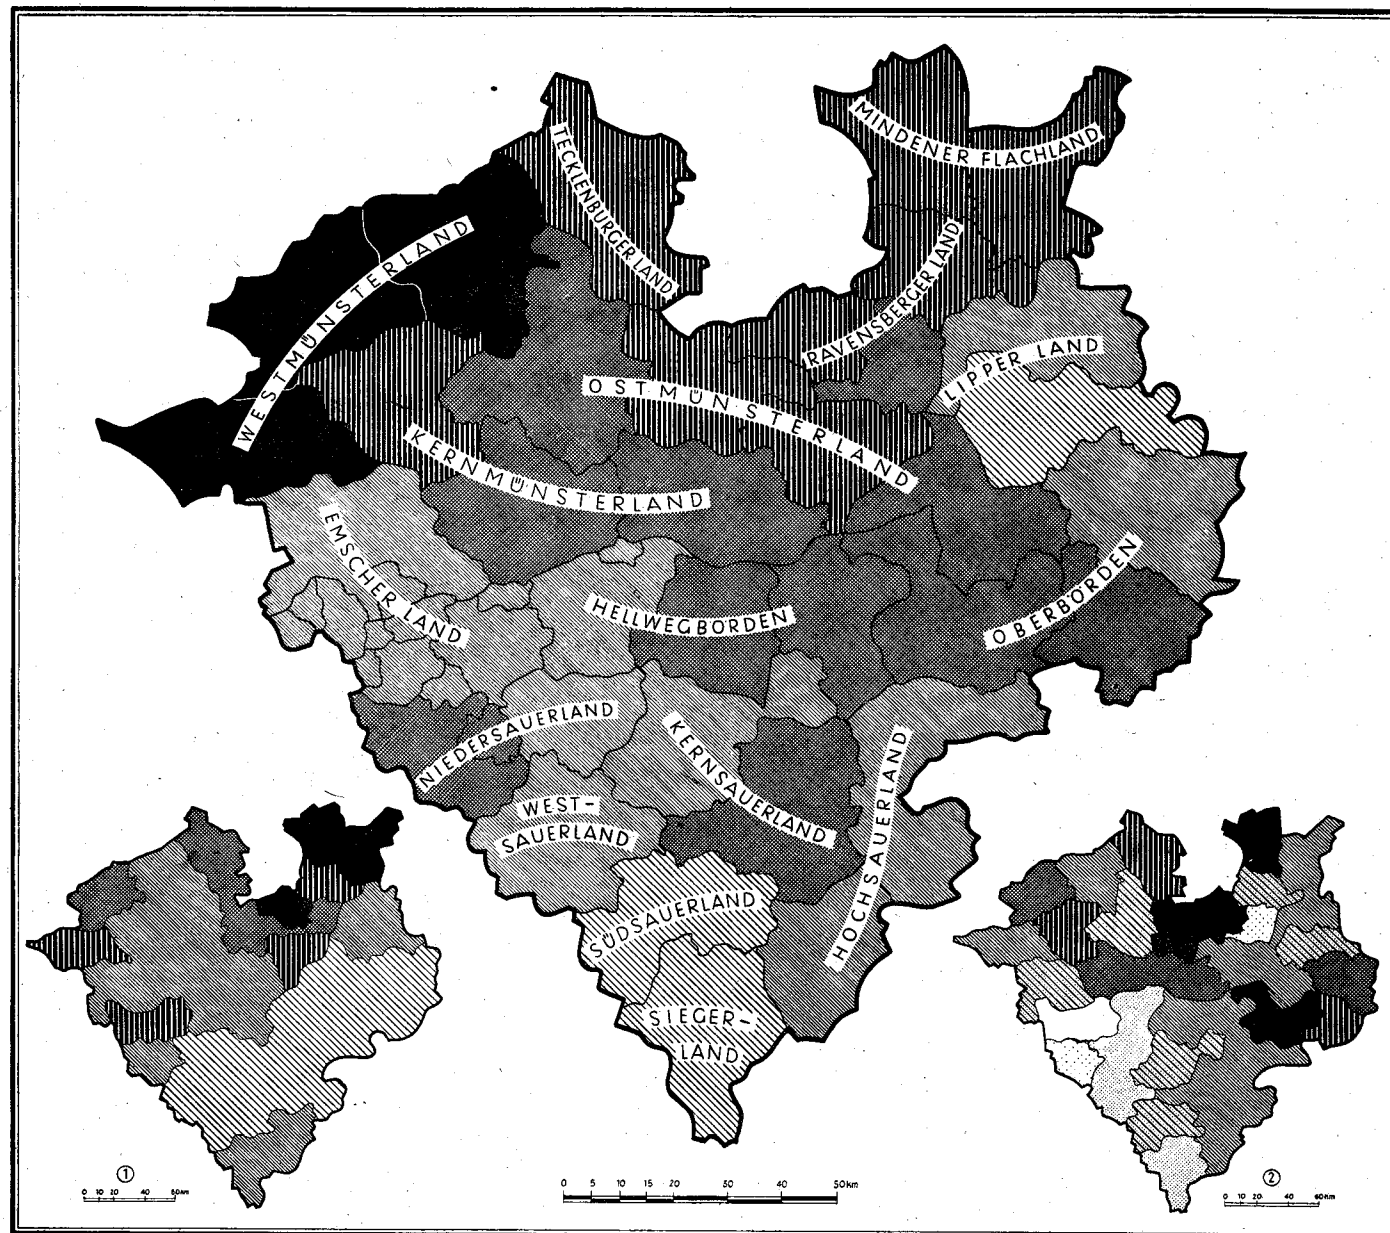 MINDENER FLACHLAND
TECKLENBURGER LAND
WESTMÜNSTERLAND
RAVENSBERGER LAND
LIPPER LAND
OSTMÜNSTERLAND
KERNMÜNSTERLAND
EMSCHER LAND
HELLWEGBÖRDEN
OBERBÖRDEN
NIEDERSAUERLAND
KERNSAUERLAND
HOCHSAUERLAND
WEST-
SAUERLAND
SÜDSAUERLAND
SIEGER-
LAND
1
0 10 20 40 60km
0 5 10 15 20 30 40 50km
2
0 10 20 40 60km